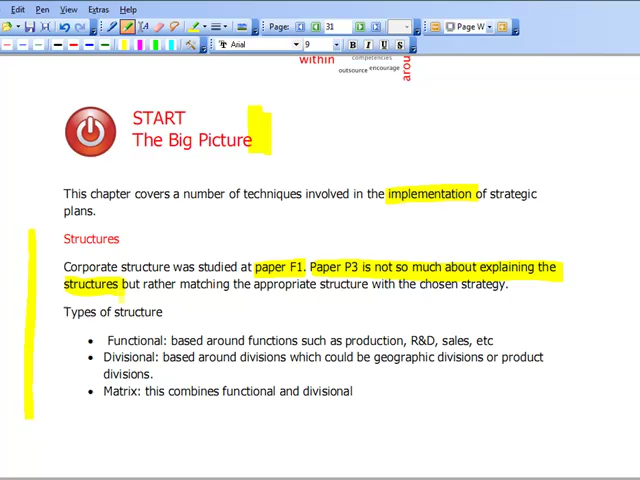 Edit Pen View Extras Help
START Page: 31 Page W
Arial 9 B I U S
within competencies
outsource encourage
arou
START
The Big Picture
This chapter covers a number of techniques involved in the implementation of strategic
plans.
Structures
Corporate structure was studied at paper F1. Paper P3 is not so much about explaining the
structures but rather matching the appropriate structure with the chosen strategy.
Types of structure
• Functional: based around functions such as production, R&D, sales, etc
• Divisional: based around divisions which could be geographic divisions or product
divisions.
• Matrix: this combines functional and divisional